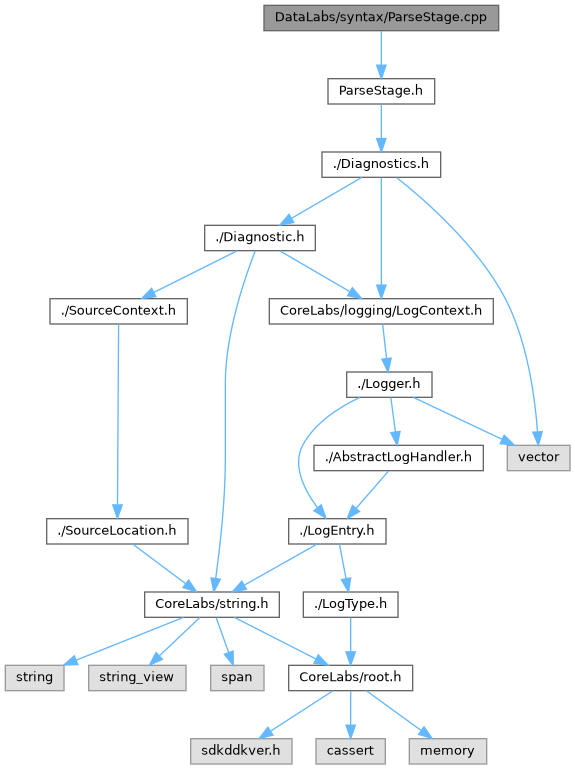 DataLabs/syntax/ParseStage.cpp
ParseStage.h
./Diagnostics.h
./Diagnostic.h
./SourceContext.h
CoreLabs/logging/LogContext.h
./Logger.h
./AbstractLogHandler.h
vector
./SourceLocation.h
./LogEntry.h
CoreLabs/string.h
./LogType.h
string
string_view
span
CoreLabs/root.h
sdkddkver.h
cassert
memory